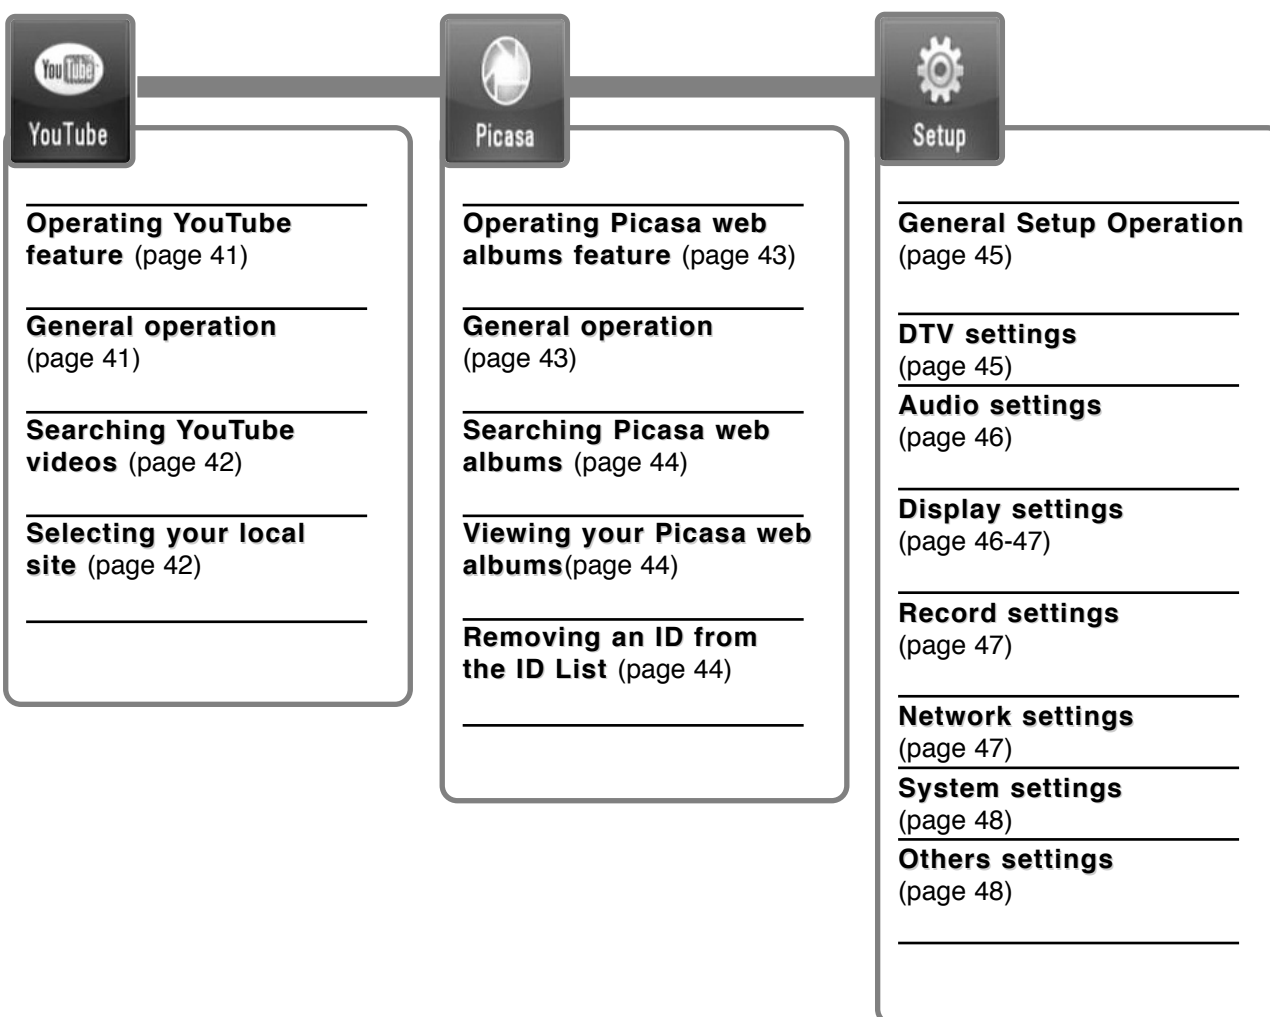 You Tube
YouTube
Operating YouTube
feature (page 41)
General operation
(page 41)
Searching YouTube
videos (page 42)
Selecting your local
site (page 42)
Picasa
Operating Picasa web
albums feature (page 43)
General operation
(page 43)
Searching Picasa web
albums (page 44)
Viewing your Picasa web
albums(page 44)
Removing an ID from
the ID List (page 44)
Setup
General Setup Operation
(page 45)
DTV settings
(page 45)
Audio settings
(page 46)
Display settings
(page 46-47)
Record settings
(page 47)
Network settings
(page 47)
System settings
(page 48)
Others settings
(page 48)